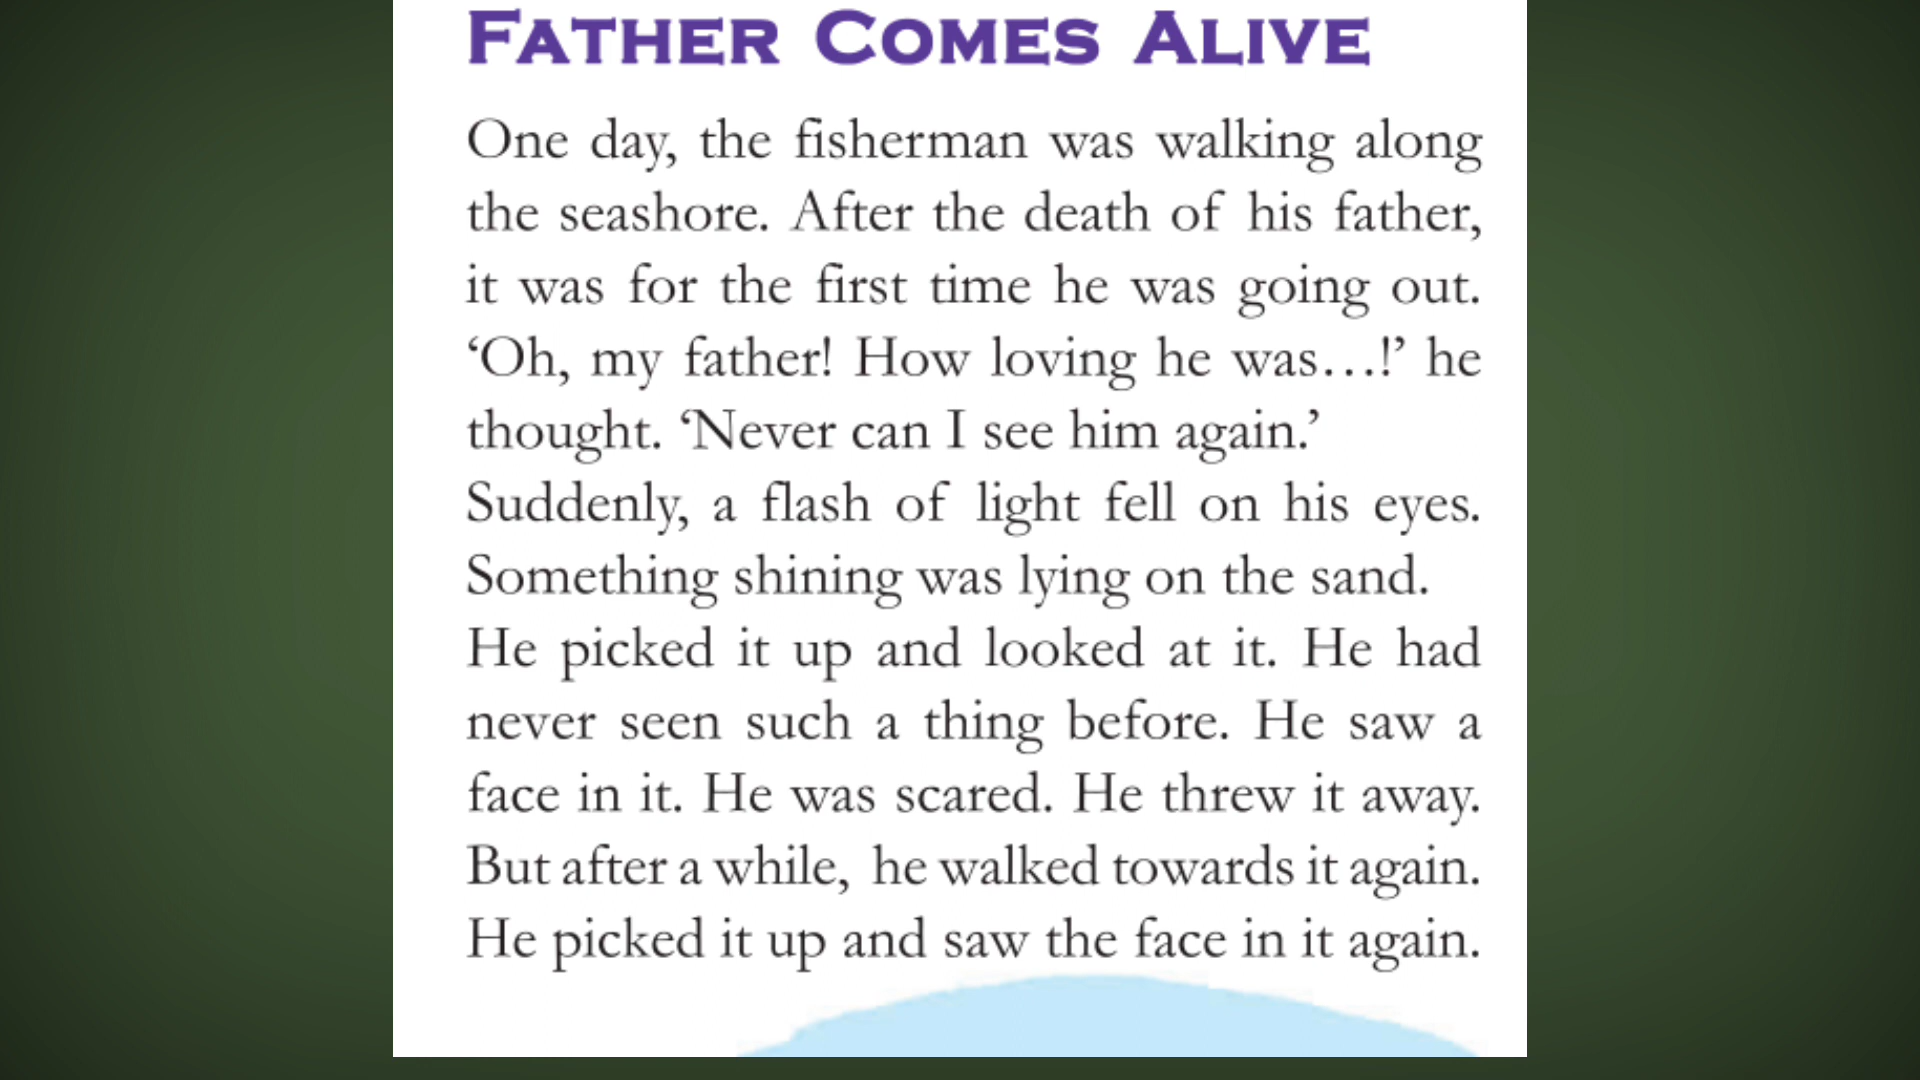 FATHER COMES ALIVE
One day, the fisherman was walking along
the seashore. After the death of his father,
it was for the first time he was going out.
‘Oh, my father! How loving he was…!’ he
thought. ‘Never can I see him again.’
Suddenly, a flash of light fell on his eyes.
Something shining was lying on the sand.
He picked it up and looked at it. He had
never seen such a thing before. He saw a
face in it. He was scared. He threw it away.
But after a while, he walked towards it again.
He picked it up and saw the face in it again.